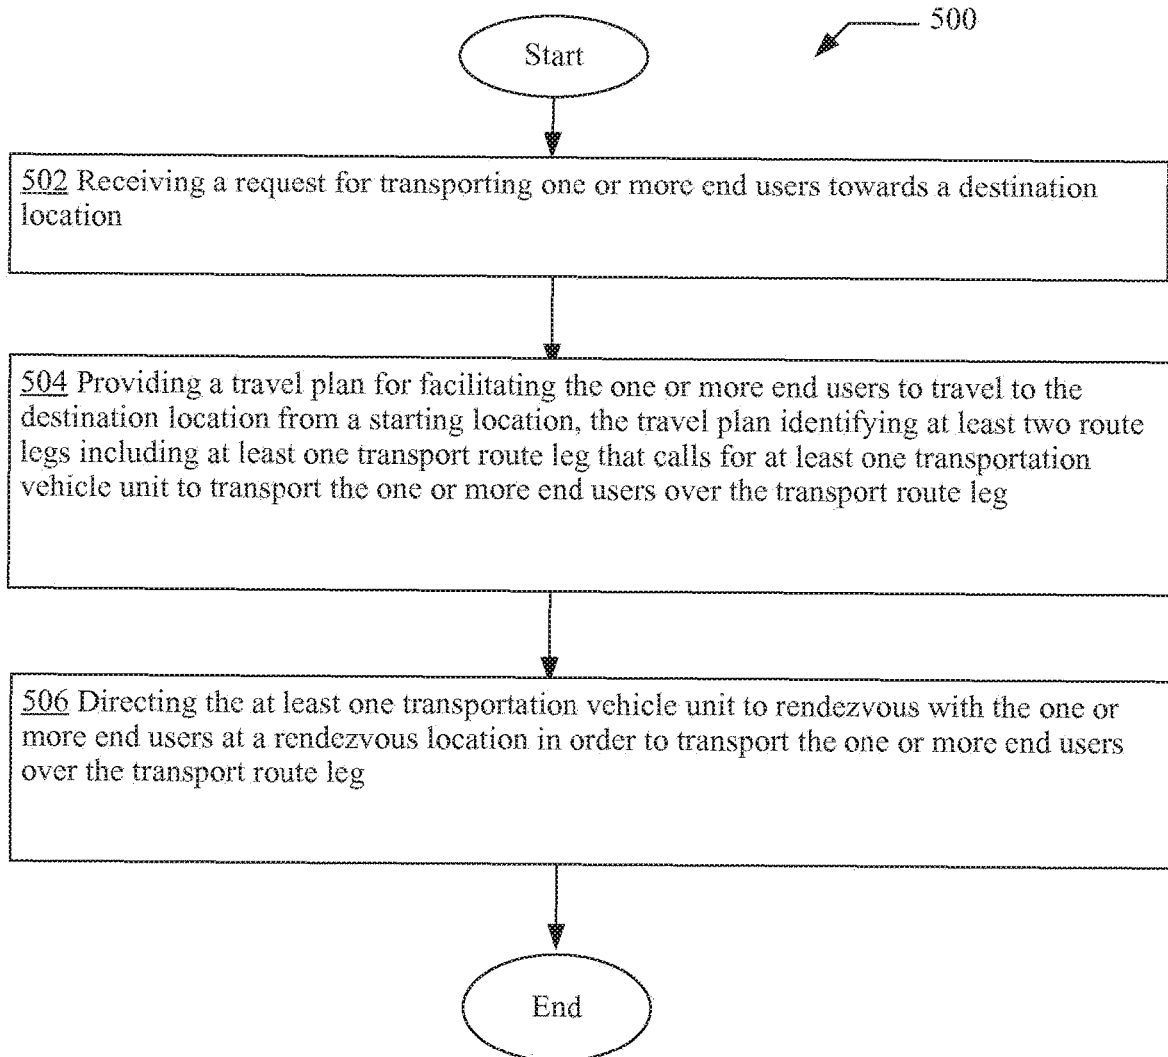 500
Start
502 Receiving a request for transporting one or more end users towards a destination
location
504 Providing a travel plan for facilitating the one or more end users to travel to the
destination location from a starting location, the travel plan identifying at least two route
legs including at least one transport route leg that calls for at least one transportation
vehicle unit to transport the one or more end users over the transport route leg
506 Directing the at least one transportation vehicle unit to rendezvous with the one or
more end users at a rendezvous location in order to transport the one or more end users
over the transport route leg
End